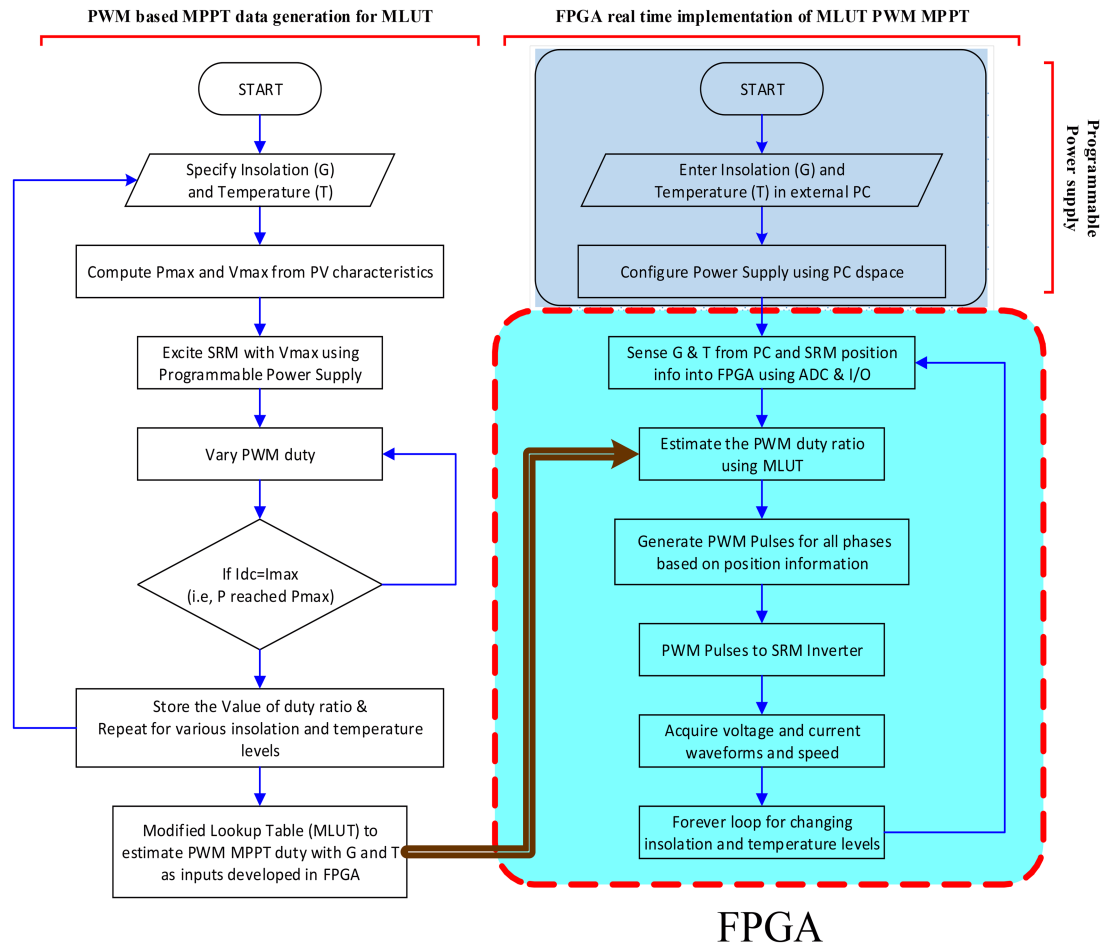 PWM based MPPT data generation for MLUT
START
Specify Insolation (G)
and Temperature (T)
Compute Pmax and Vmax from PV characteristics
Excite SRM with Vmax using
Programmable Power Supply
Vary PWM duty
If Idc=Imax
(i.e, P reached Pmax)
Store the Value of duty ratio &
Repeat for various insolation and temperature
levels
Modified Lookup Table (MLUT) to
estimate PWM MPPT duty with G and T
as inputs developed in FPGA
FPGA real time implementation of MLUT PWM MPPT
START
Enter Insolation (G) and
Temperature (T) in external PC
Configure Power Supply using PC dspace
Programmable
Power supply
Sense G & T from PC and SRM position
info into FPGA using ADC & I/O
Estimate the PWM duty ratio
using MLUT
Generate PWM Pulses for all phases
based on position information
PWM Pulses to SRM Inverter
Acquire voltage and current
waveforms and speed
Forever loop for changing
insolation and temperature levels
FPGA